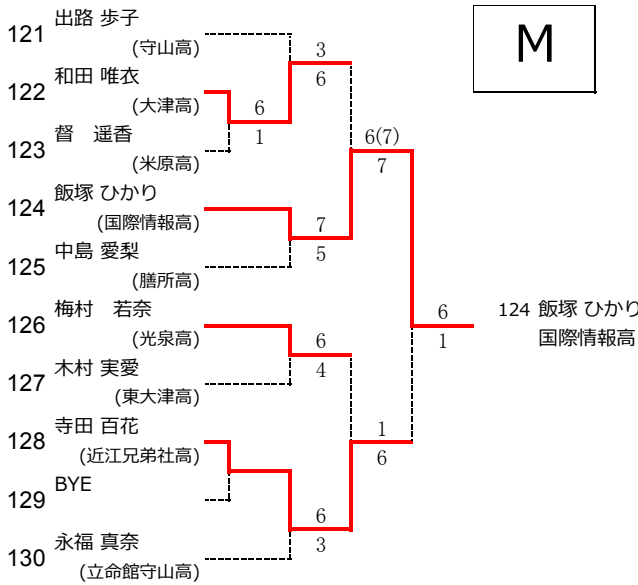 M
121 出路 歩子
(守山高)
122 和田 唯衣
(大津高)
123 督　遥香
(米原高)
124 飯塚 ひかり
(国際情報高)
125 中島 愛梨
(膳所高)
126 梅村　若奈
(光泉高)
127 木村 実愛
(東大津高)
128 寺田 百花
(近江兄弟社高)
129 BYE
130 永福 真奈
(立命館守山高)
6
1
3
6
7
5
6
4
6
3
6(7)
7
1
6
6
1
124 飯塚 ひかり
国際情報高